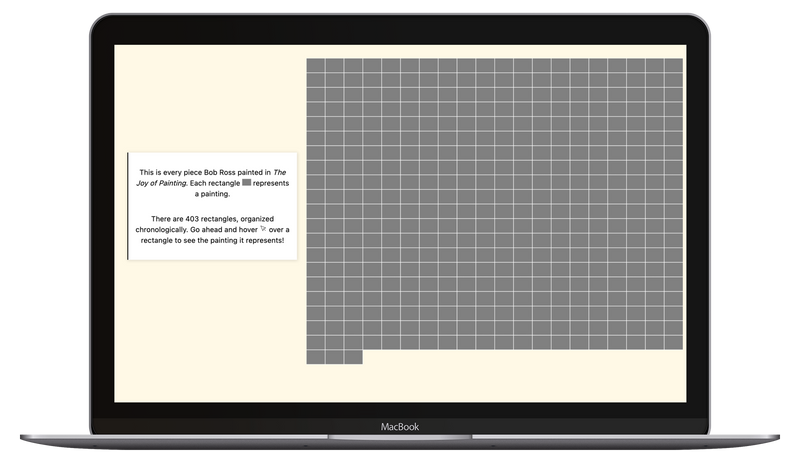 This is every piece Bob Ross painted in The
Joy of Painting. Each rectangle represents
a painting.
There are 403 rectangles, organized
chronologically. Go ahead and hover over a
rectangle to see the painting it represents!
MacBook